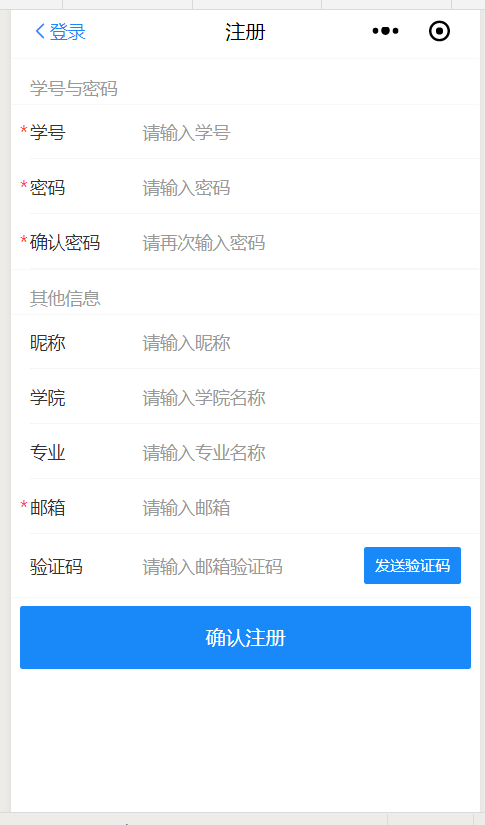 登录 注册
学号与密码
*学号 请输入学号
*密码 请输入密码
*确认密码 请再次输入密码
其他信息
昵称 请输入昵称
学院 请输入学院名称
专业 请输入专业名称
*邮箱 请输入邮箱
验证码 请输入邮箱验证码 发送验证码
确认注册